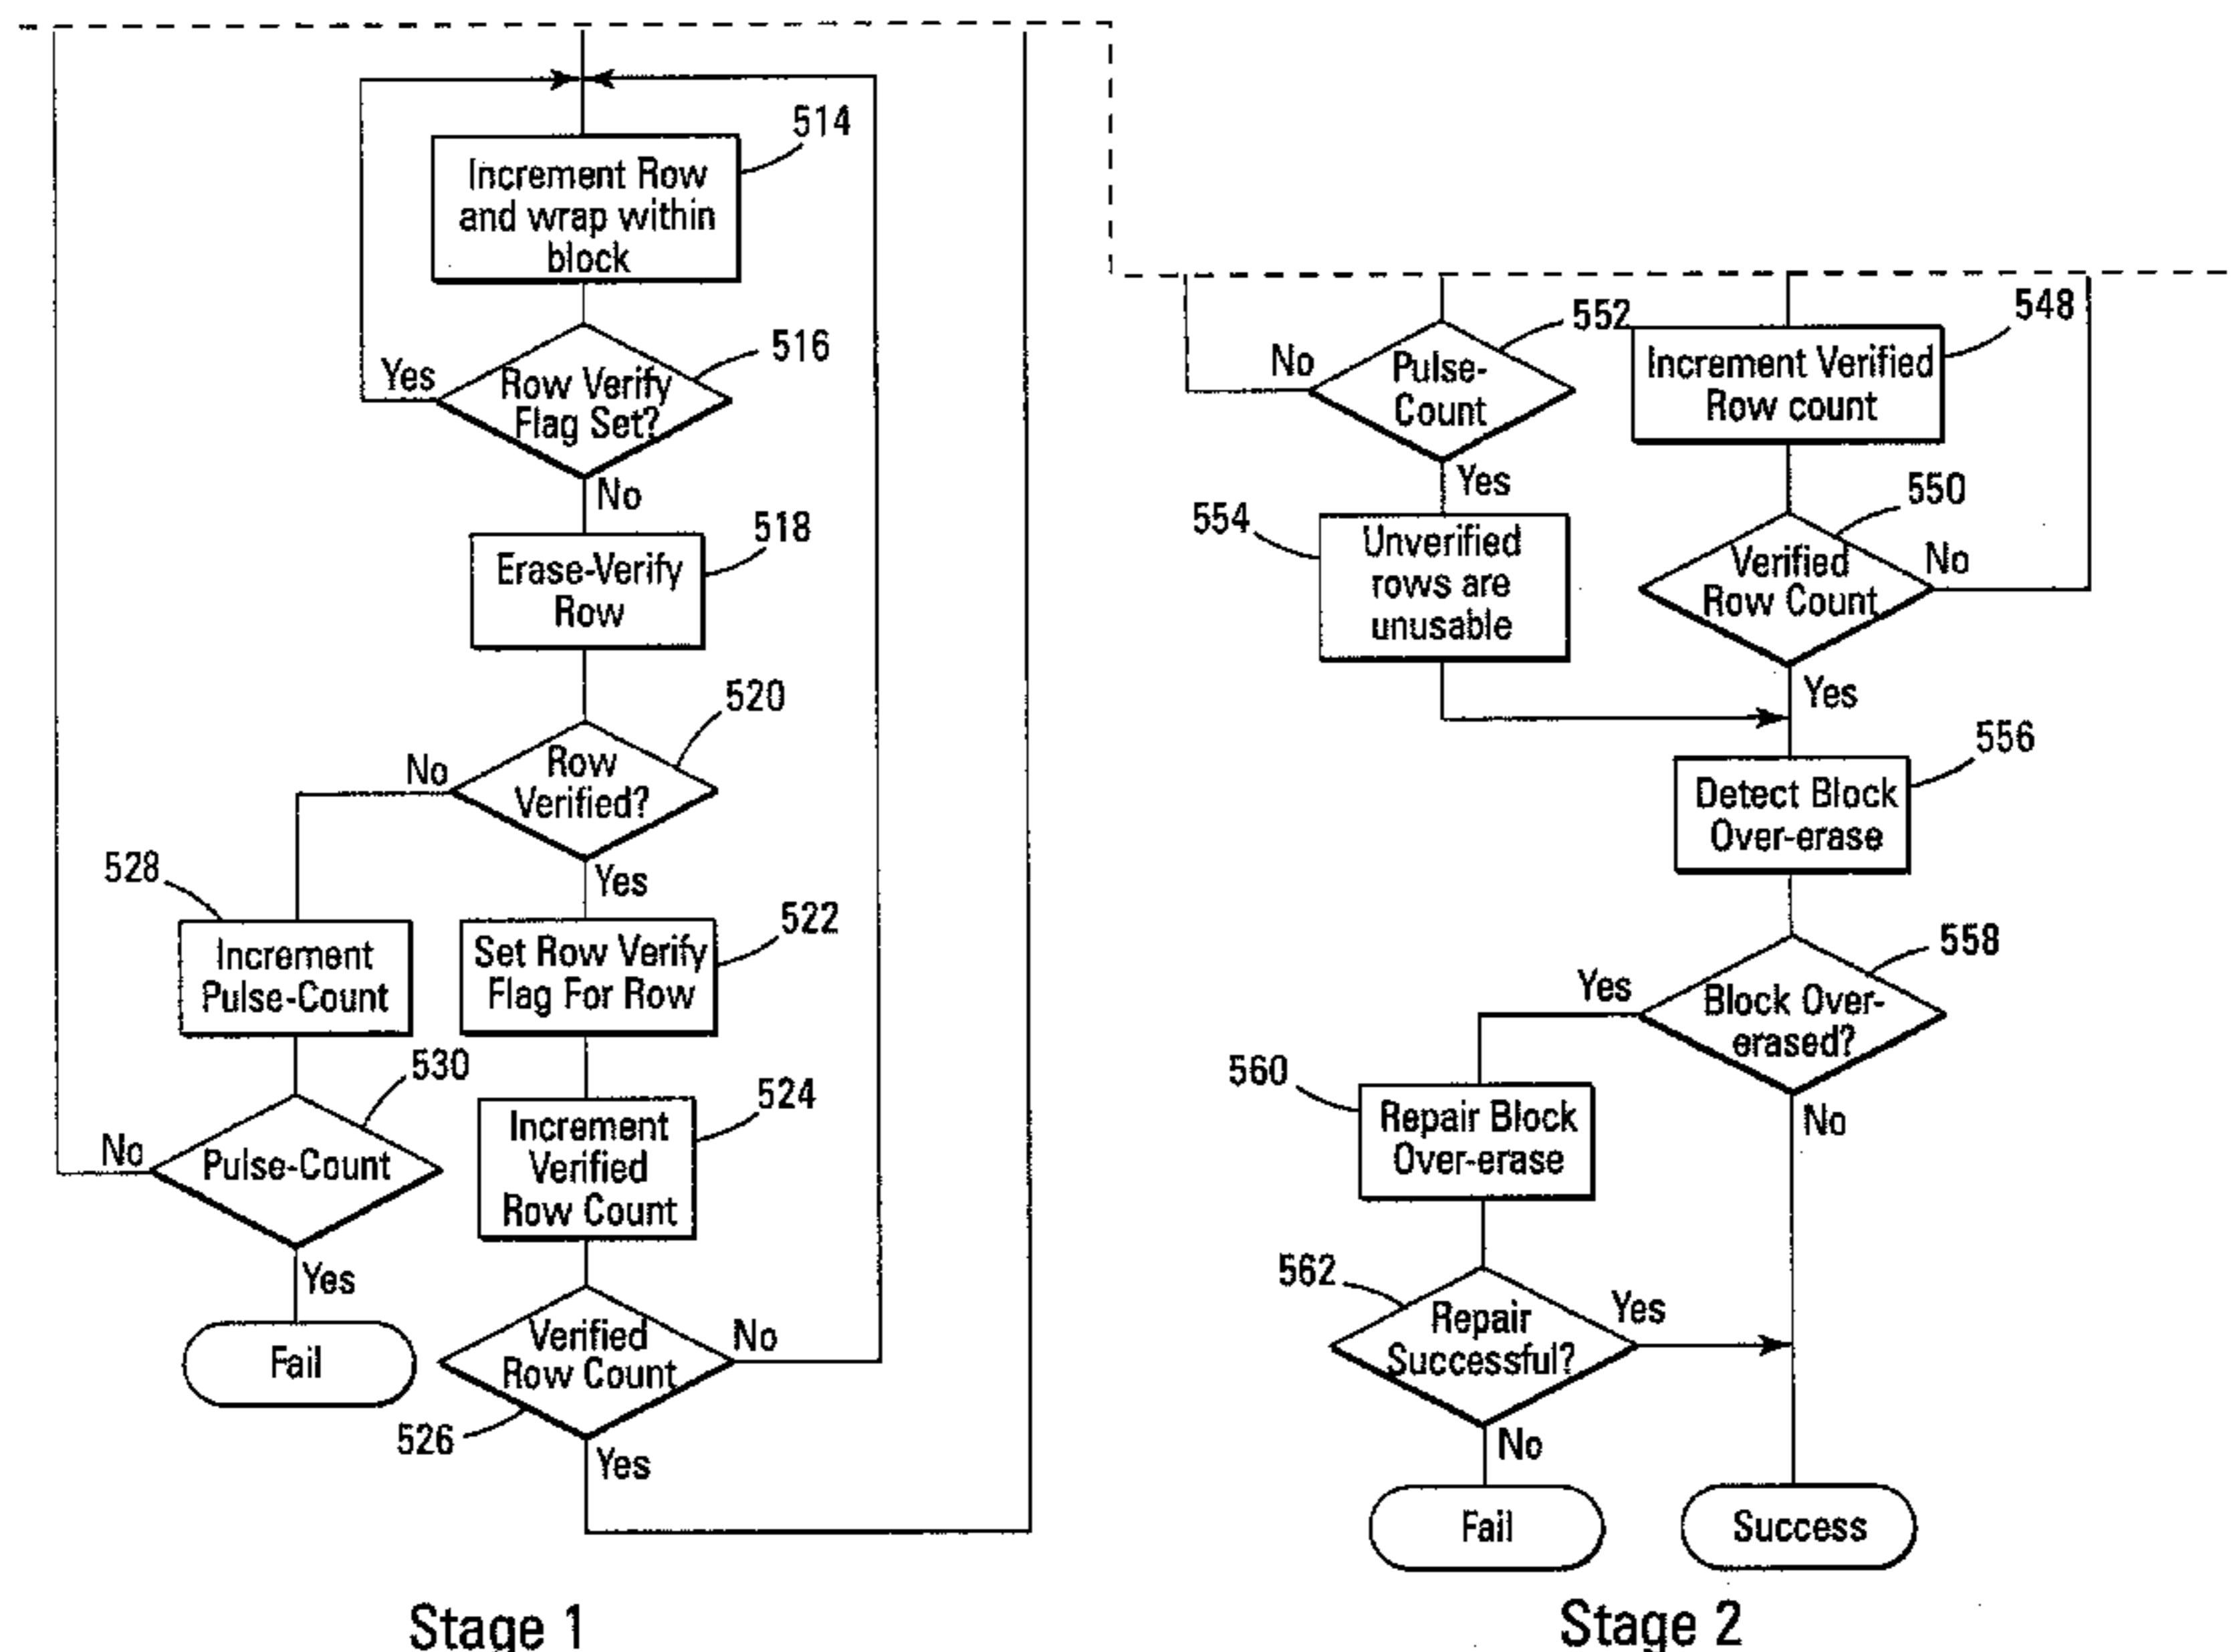 514
Increment Row
and wrap within
block
516
Yes
Row Verify
Flag Set?
No
518
Erase-Verify
Row
520
No
Row
Verified?
Yes
528
Increment
Pulse-Count
522
Set Row Verify
Flag For Row
530
No
Pulse-Count
Yes
Fail
524
Increment
Verified
Row Count
Verified
Row Count
No
526
Yes
Stage 1
552
No
Pulse-
Count
Yes
548
Increment Verified
Row count
554
Unverified
rows are
unusable
550
Verified
Row Count
No
Yes
556
Detect Block
Over-erase
558
Yes
Block Over-
erased?
No
560
Repair Block
Over-erase
562
Repair
Successful?
Yes
No
Fail
Success
Stage 2